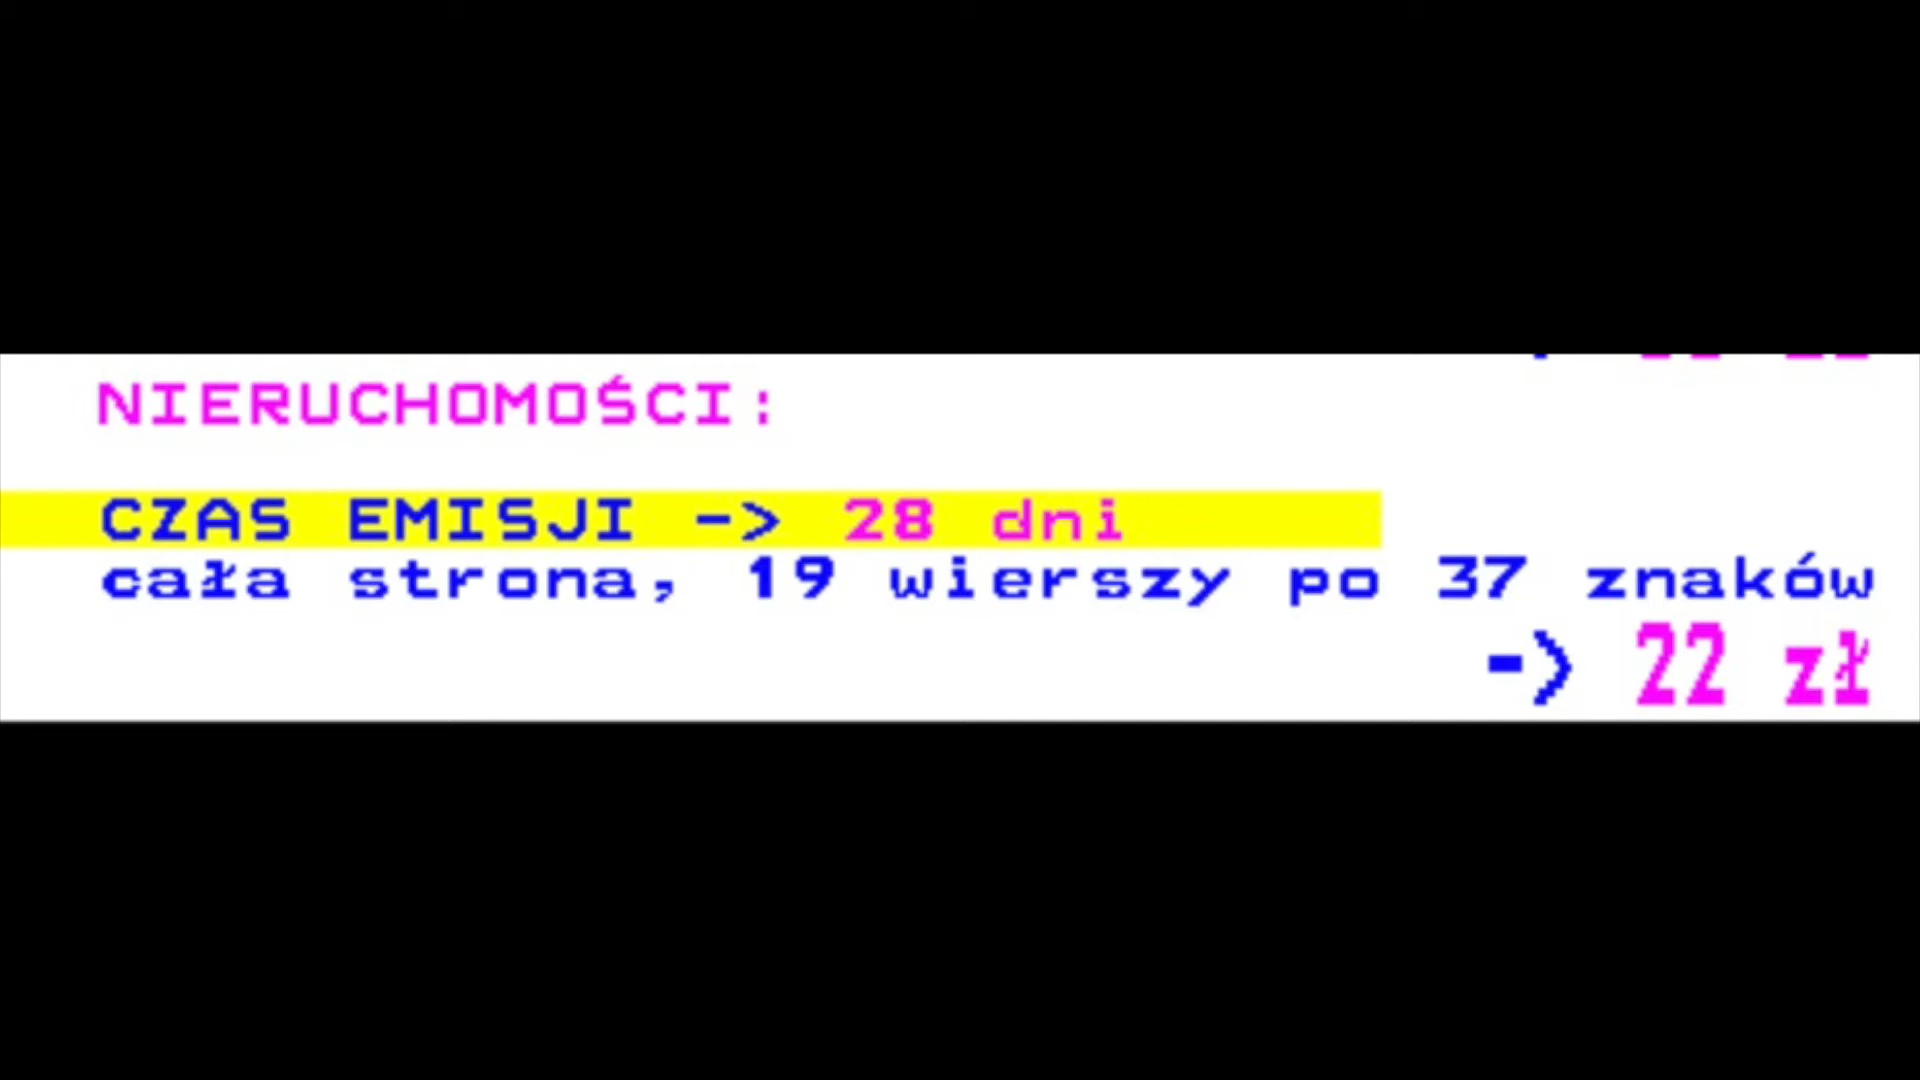 NIERUCHOMOŚCI:
CZAS EMISJI -> 28 dni
cała strona, 19 wierszy po 37 znaków
-> 22 zł